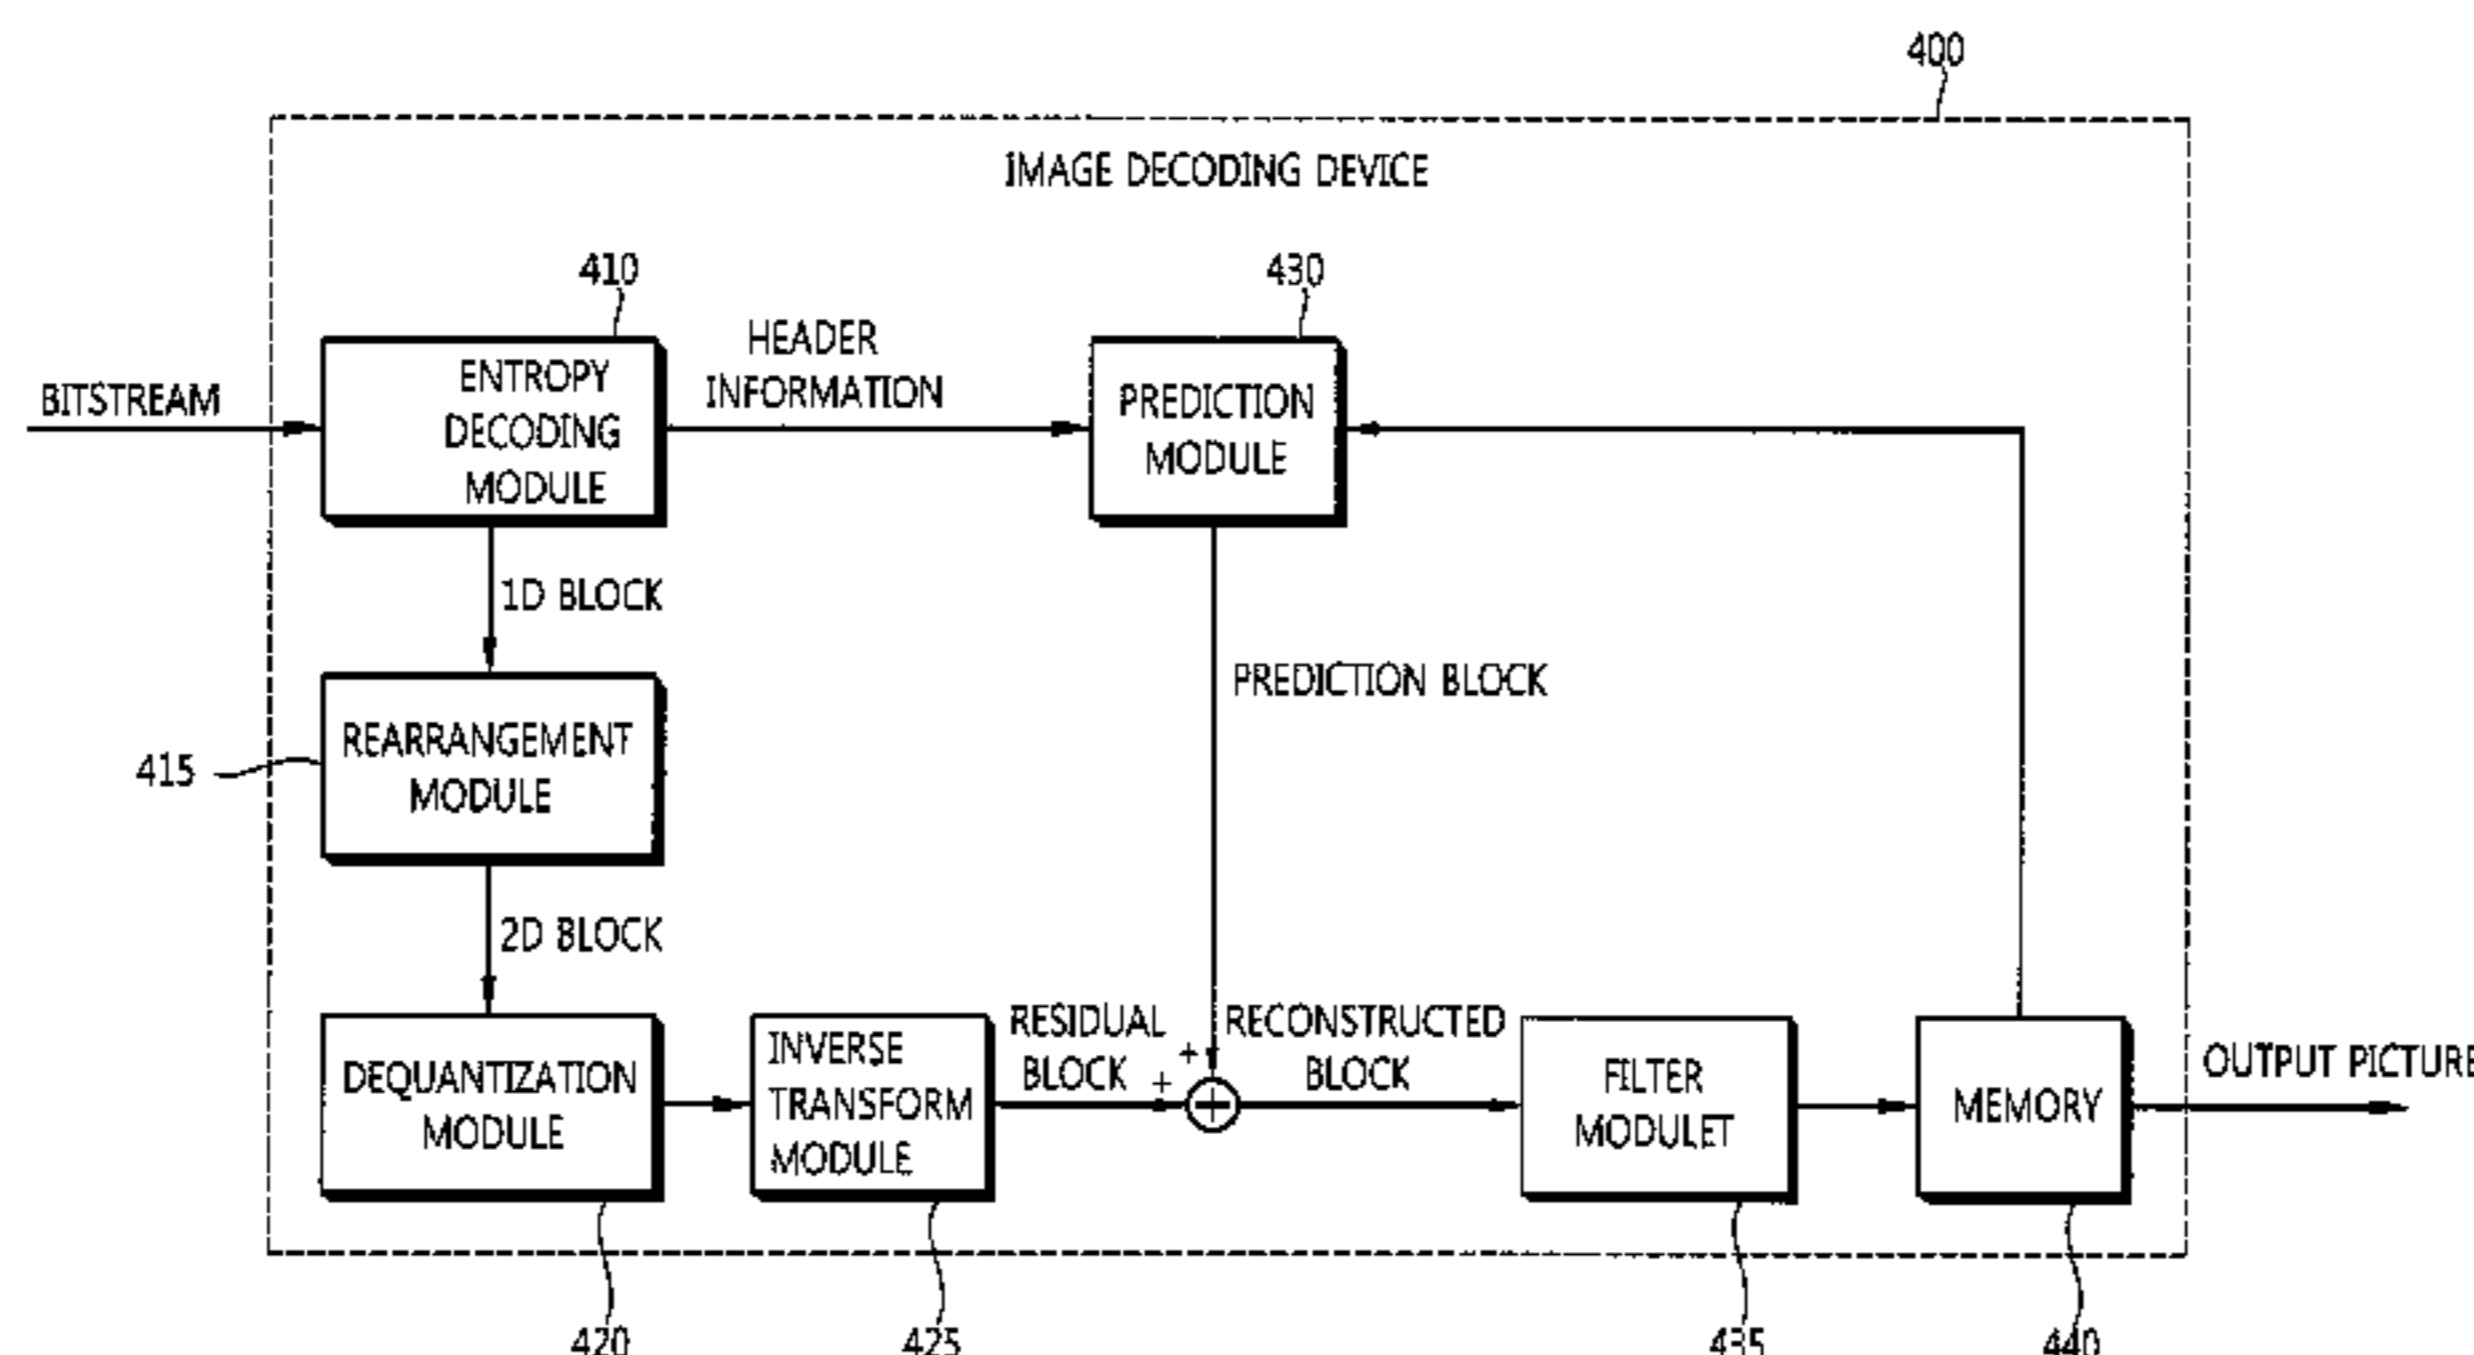 400
IMAGE DECODING DEVICE
410
430
HEADER
INFORMATION
BITSTREAM
ENTROPY
DECODING
MODULE
PREDICTION
MODULE
1D BLOCK
PREDICTION BLOCK
415
REARRANGEMENT
MODULE
2D BLOCK
RESIDUAL
BLOCK
+
+
+
RECONSTRUCTED
BLOCK
DEQUANTIZATION
MODULE
INVERSE
TRANSFORM
MODULE
FILTER
MODULET
MEMORY
OUTPUT PICTURE
420
425
435
440